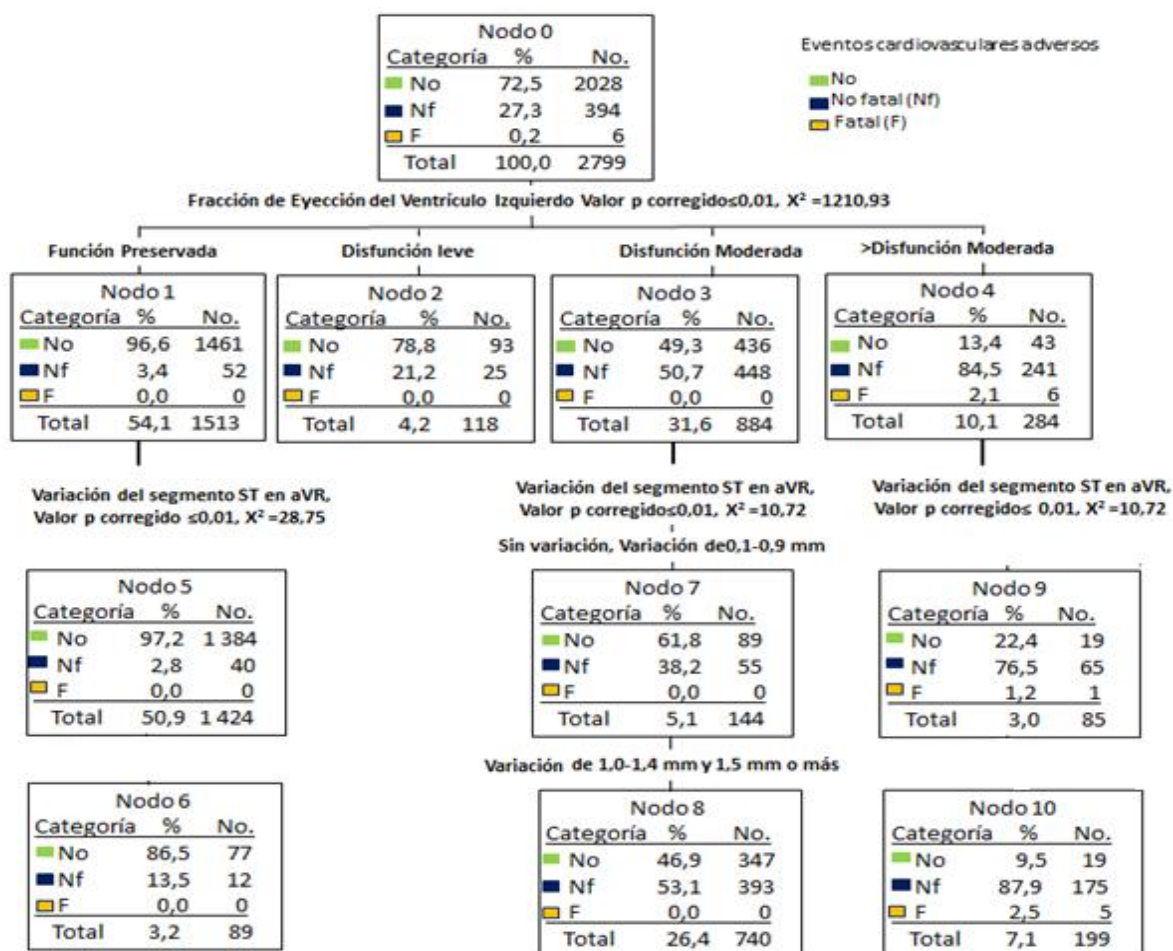 Nodo 0
Categoría % No.
No 72,5 2028
Nf 27,3 394
F 0,2 6
Total 100,0 2799
Eventos cardiovasculares adversos
No
No fatal (Nf)
Fatal (F)
Fracción de Eyección del Ventrículo Izquierdo Valor p corregido≤0,01, X² =1210,93
Función Preservada
Disfunción leve
Disfunción Moderada
>Disfunción Moderada
Nodo 1
Categoría % No.
No 96,6 1461
Nf 3,4 52
F 0,0 0
Total 54,1 1513
Nodo 2
Categoría % No.
No 78,8 93
Nf 21,2 25
F 0,0 0
Total 4,2 118
Nodo 3
Categoría % No.
No 49,3 436
Nf 50,7 448
F 0,0 0
Total 31,6 884
Nodo 4
Categoría % No.
No 13,4 43
Nf 84,5 241
F 2,1 6
Total 10,1 284
Variación del segmento ST en aVR,
Valor p corregido ≤0,01, X² =28,75
Variación del segmento ST en aVR,
Valor p corregido≤0,01, X² =10,72
Variación del segmento ST en aVR,
Valor p corregido≤ 0,01, X² =10,72
Sin variación, Variación de0,1-0,9 mm
Nodo 5
Categoría % No.
No 97,2 1 384
Nf 2,8 40
F 0,0 0
Total 50,9 1 424
Nodo 7
Categoría % No.
No 61,8 89
Nf 38,2 55
F 0,0 0
Total 5,1 144
Nodo 9
Categoría % No.
No 22,4 19
Nf 76,5 65
F 1,2 1
Total 3,0 85
Variación de 1,0-1,4 mm y 1,5 mm o más
Nodo 6
Categoría % No.
No 86,5 77
Nf 13,5 12
F 0,0 0
Total 3,2 89
Nodo 8
Categoría % No.
No 46,9 347
Nf 53,1 393
F 0,0 0
Total 26,4 740
Nodo 10
Categoría % No.
No 9,5 19
Nf 87,9 175
F 2,5 5
Total 7,1 199